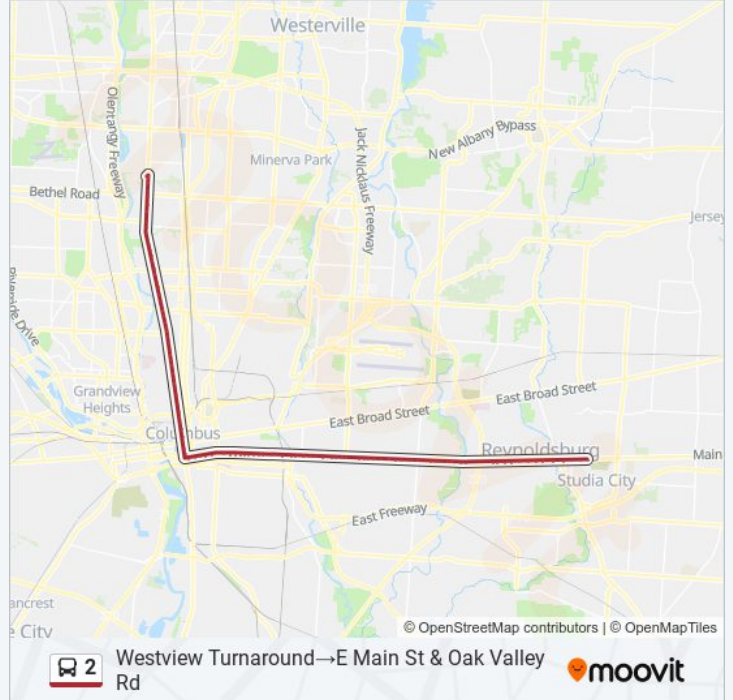 Westerville
Olentangy Freeway
Jack Nicklaus Freeway
New Albany Bypass
Minerva Park
Bethel Road
Jersey
Riverside Drive
Grandview
Heights
East Broad Street
East Broad Street
Columbus
Reynoldsburg
Main
Studia City
East Freeway
ancrest
e City
© OpenStreetMap contributors | © OpenMapTiles
2
Westview Turnaround→E Main St & Oak Valley
Rd
moovit